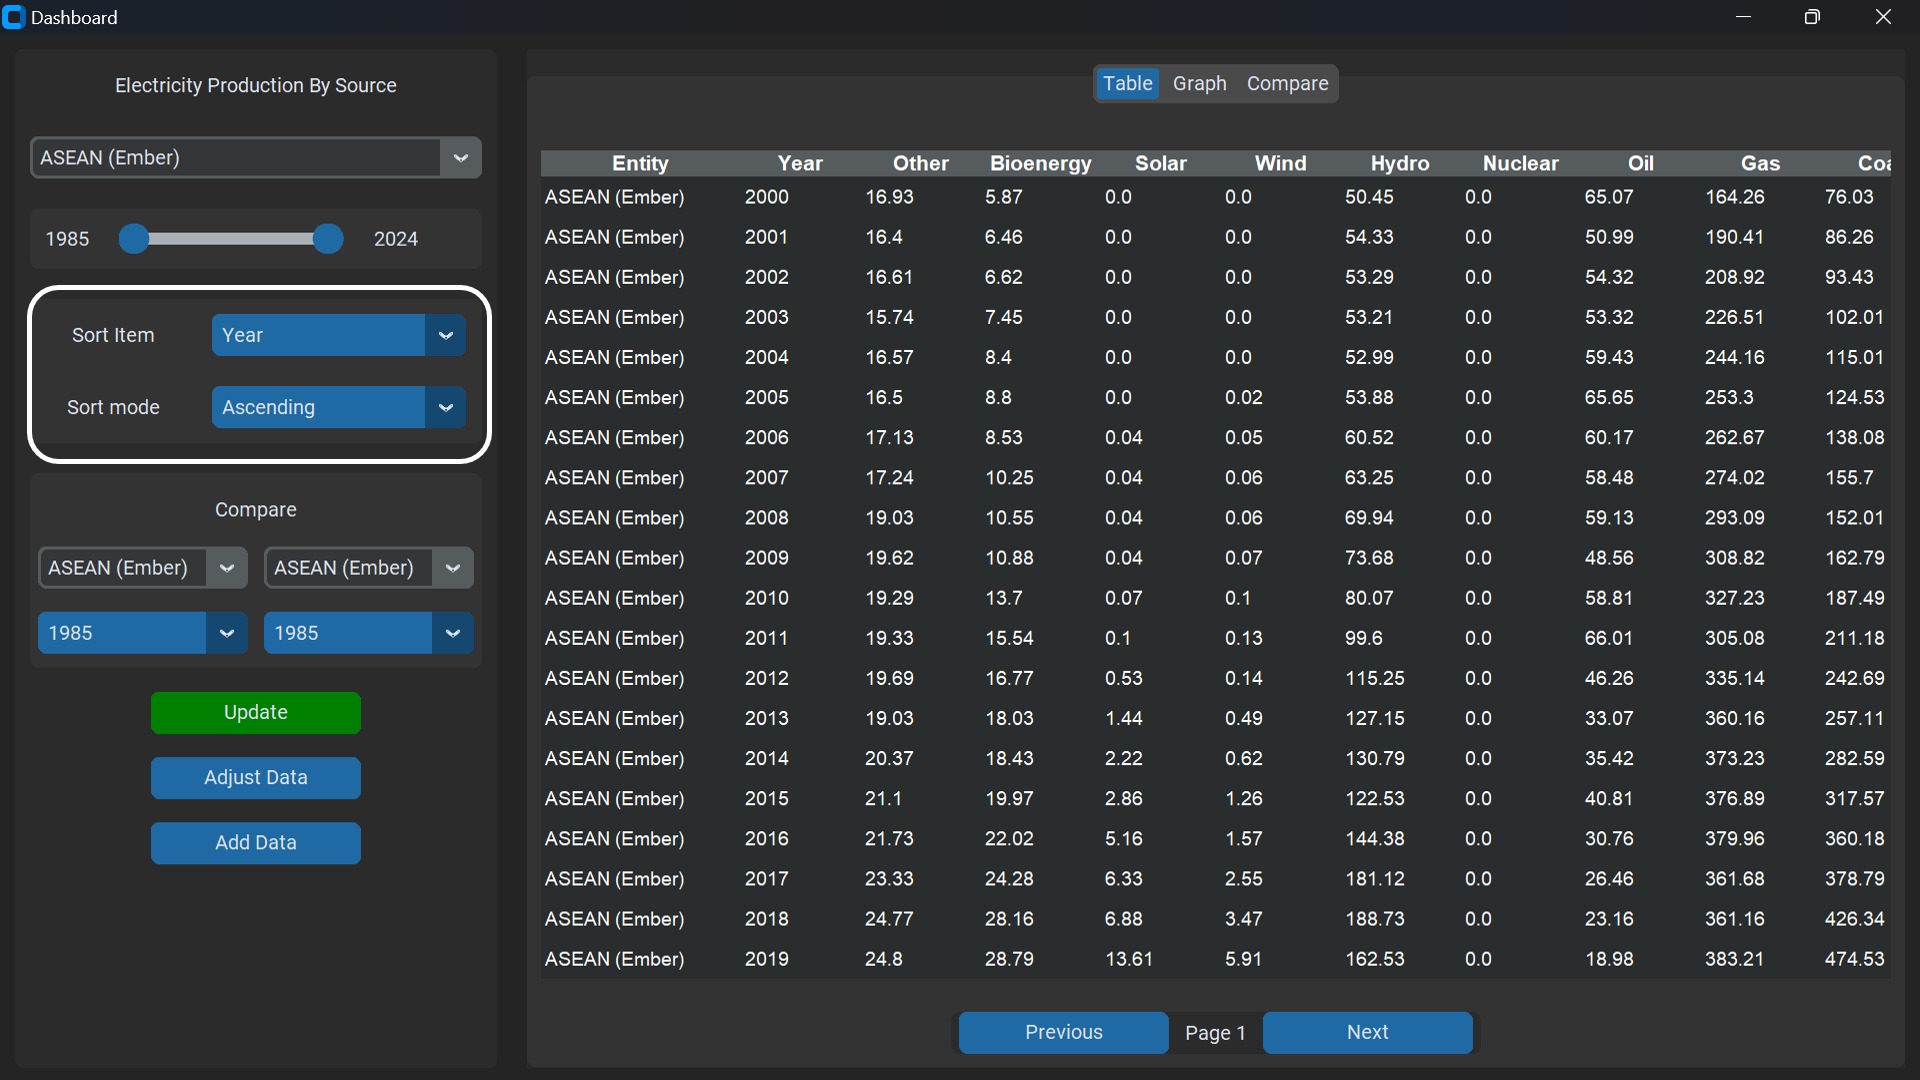 Dashboard
Electricity Production By Source
ASEAN (Ember)
1985 2024
Sort Item Year
Sort mode Ascending
Compare
ASEAN (Ember) ASEAN (Ember)
1985 1985
Update
Adjust Data
Add Data
Table Graph Compare
Entity Year Other Bioenergy Solar Wind Hydro Nuclear Oil Gas Coa
ASEAN (Ember) 2000 16.93 5.87 0.0 0.0 50.45 0.0 65.07 164.26 76.03
ASEAN (Ember) 2001 16.4 6.46 0.0 0.0 54.33 0.0 50.99 190.41 86.26
ASEAN (Ember) 2002 16.61 6.62 0.0 0.0 53.29 0.0 54.32 208.92 93.43
ASEAN (Ember) 2003 15.74 7.45 0.0 0.0 53.21 0.0 53.32 226.51 102.01
ASEAN (Ember) 2004 16.57 8.4 0.0 0.0 52.99 0.0 59.43 244.16 115.01
ASEAN (Ember) 2005 16.5 8.8 0.0 0.02 53.88 0.0 65.65 253.3 124.53
ASEAN (Ember) 2006 17.13 8.53 0.04 0.05 60.52 0.0 60.17 262.67 138.08
ASEAN (Ember) 2007 17.24 10.25 0.04 0.06 63.25 0.0 58.48 274.02 155.7
ASEAN (Ember) 2008 19.03 10.55 0.04 0.06 69.94 0.0 59.13 293.09 152.01
ASEAN (Ember) 2009 19.62 10.88 0.04 0.07 73.68 0.0 48.56 308.82 162.79
ASEAN (Ember) 2010 19.29 13.7 0.07 0.1 80.07 0.0 58.81 327.23 187.49
ASEAN (Ember) 2011 19.33 15.54 0.1 0.13 99.6 0.0 66.01 305.08 211.18
ASEAN (Ember) 2012 19.69 16.77 0.53 0.14 115.25 0.0 46.26 335.14 242.69
ASEAN (Ember) 2013 19.03 18.03 1.44 0.49 127.15 0.0 33.07 360.16 257.11
ASEAN (Ember) 2014 20.37 18.43 2.22 0.62 130.79 0.0 35.42 373.23 282.59
ASEAN (Ember) 2015 21.1 19.97 2.86 1.26 122.53 0.0 40.81 376.89 317.57
ASEAN (Ember) 2016 21.73 22.02 5.16 1.57 144.38 0.0 30.76 379.96 360.18
ASEAN (Ember) 2017 23.33 24.28 6.33 2.55 181.12 0.0 26.46 361.68 378.79
ASEAN (Ember) 2018 24.77 28.16 6.88 3.47 188.73 0.0 23.16 361.16 426.34
ASEAN (Ember) 2019 24.8 28.79 13.61 5.91 162.53 0.0 18.98 383.21 474.53
Previous Page 1 Next